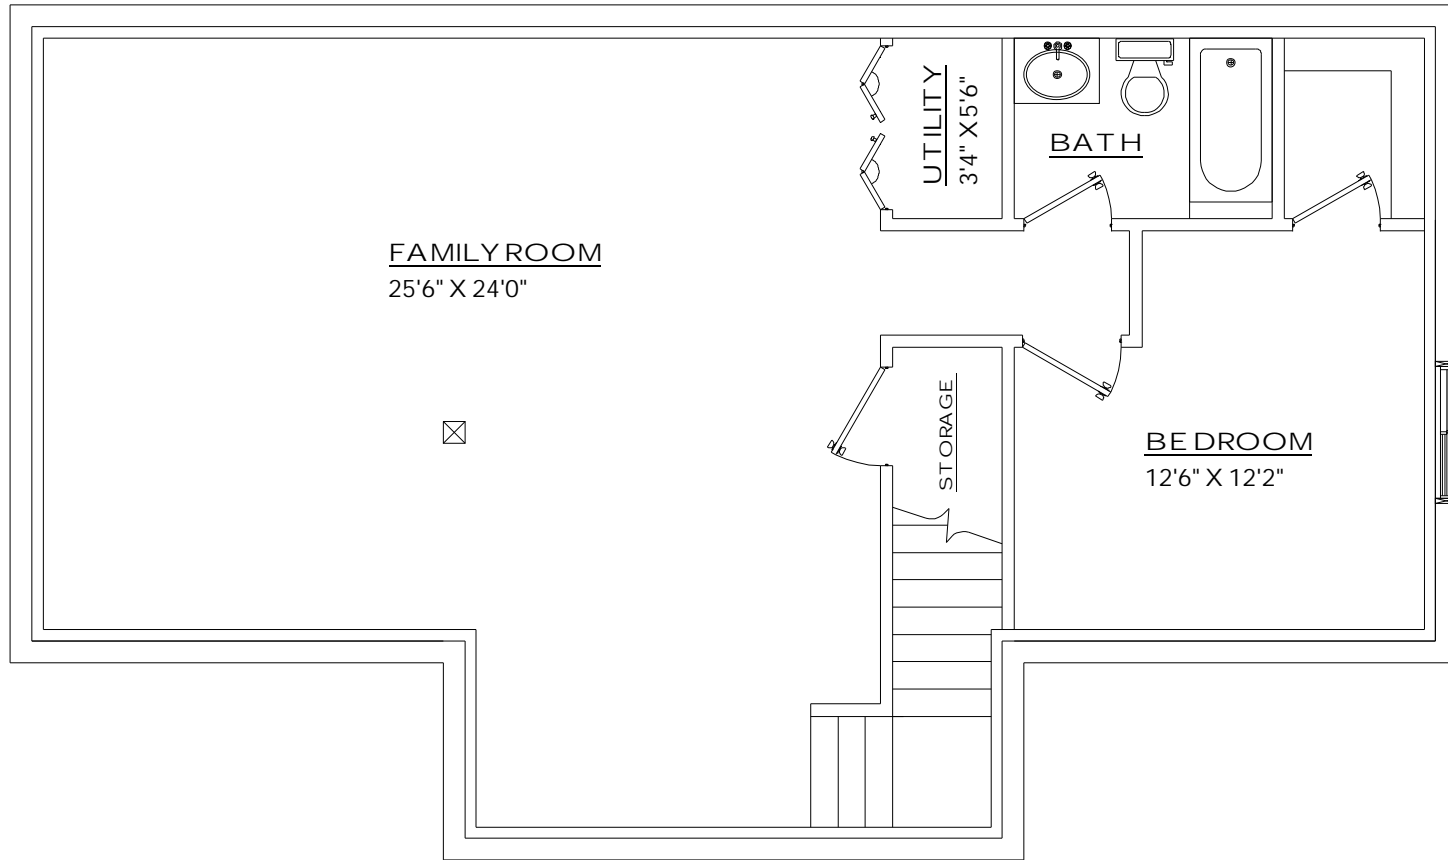 UTILITY
3'4" X 5'6"
BATH
FAMILY ROOM
25'6" X 24'0"
STORAGE
BEDROOM
12'6" X 12'2"